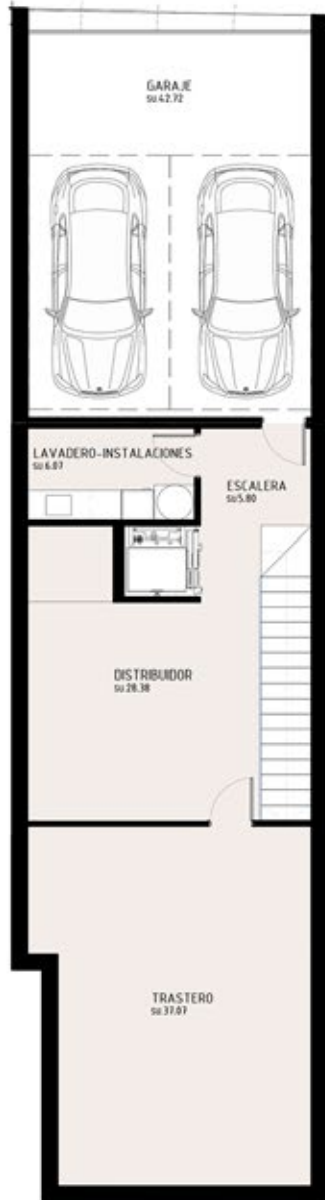 GARAJE
SU 42.72
LAVADERO-INSTALACIONES
SU 6.07
ESCALERA
SU 5.80
DISTRIBUIDOR
SU 28.38
TRASTERO
SU 37.07